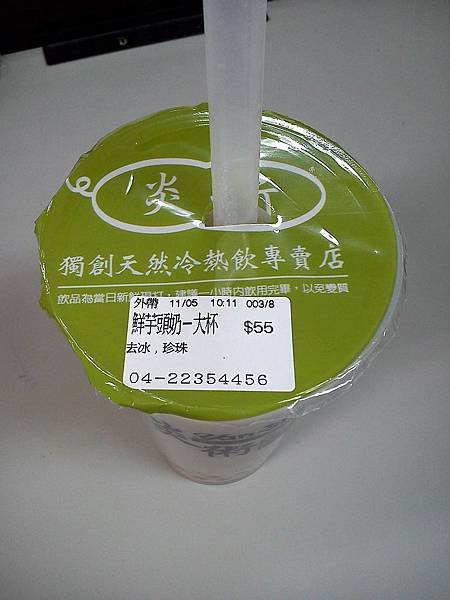 炎
獨創天然冷熱飲專賣店
飲品為當日新鮮現打，建議一小時內飲用完畢，以免變質
外帶 11/05 10:11 003/8
鮮芋頭奶一大杯 $55
去冰，珍珠
04-22354456
術